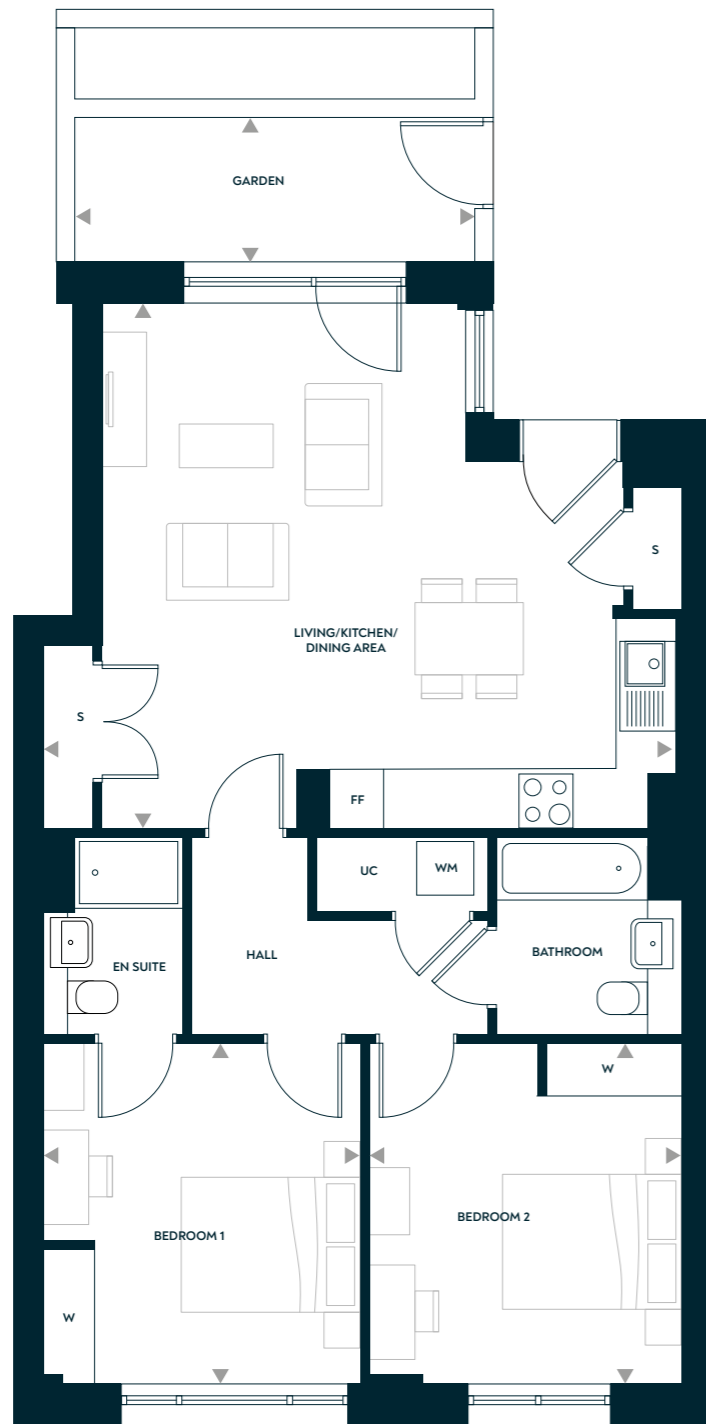 GARDEN
S
LIVING/KITCHEN/
DINING AREA
S
FF
UC
WM
EN SUITE
HALL
BATHROOM
W
BEDROOM 1
BEDROOM 2
W